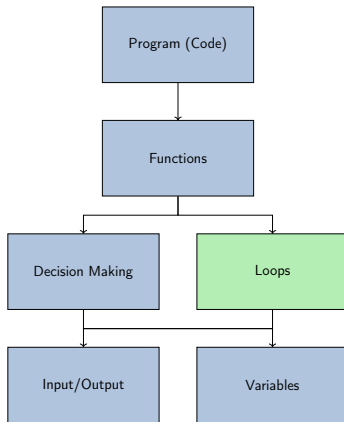 Program (Code)
Functions
Decision Making
Loops
Input/Output
Variables